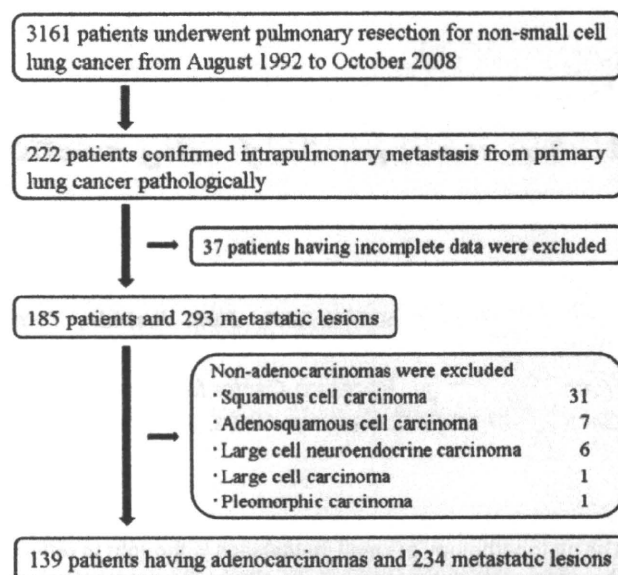 3161 patients underwent pulmonary resection for non-small cell
lung cancer from August 1992 to October 2008
222 patients confirmed intrapulmonary metastasis from primary
lung cancer pathologically
37 patients having incomplete data were excluded
185 patients and 293 metastatic lesions
Non-adenocarcinomas were excluded
・Squamous cell carcinoma 31
・Adenosquamous cell carcinoma 7
・Large cell neuroendocrine carcinoma 6
・Large cell carcinoma 1
・Pleomorphic carcinoma 1
139 patients having adenocarcinomas and 234 metastatic lesions